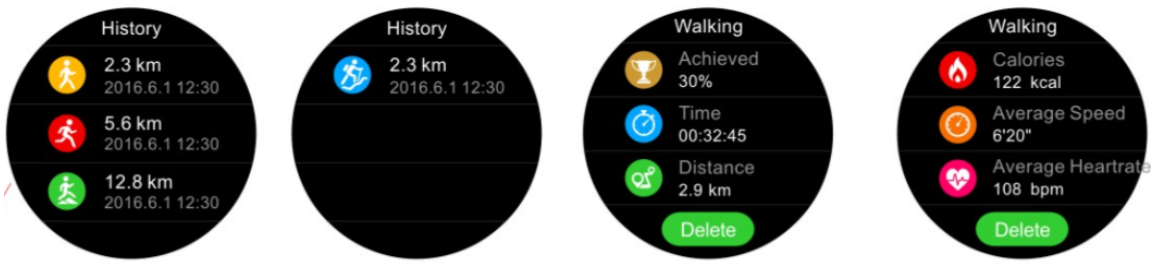 History
2.3 km
2016.6.1 12:30
5.6 km
2016.6.1 12:30
12.8 km
2016.6.1 12:30
History
2.3 km
2016.6.1 12:30
Walking
Achieved
30%
Time
00:32:45
Distance
2.9 km
Delete
Walking
Calories
122 kcal
Average Speed
6'20"
Average Heartrate
108 bpm
Delete